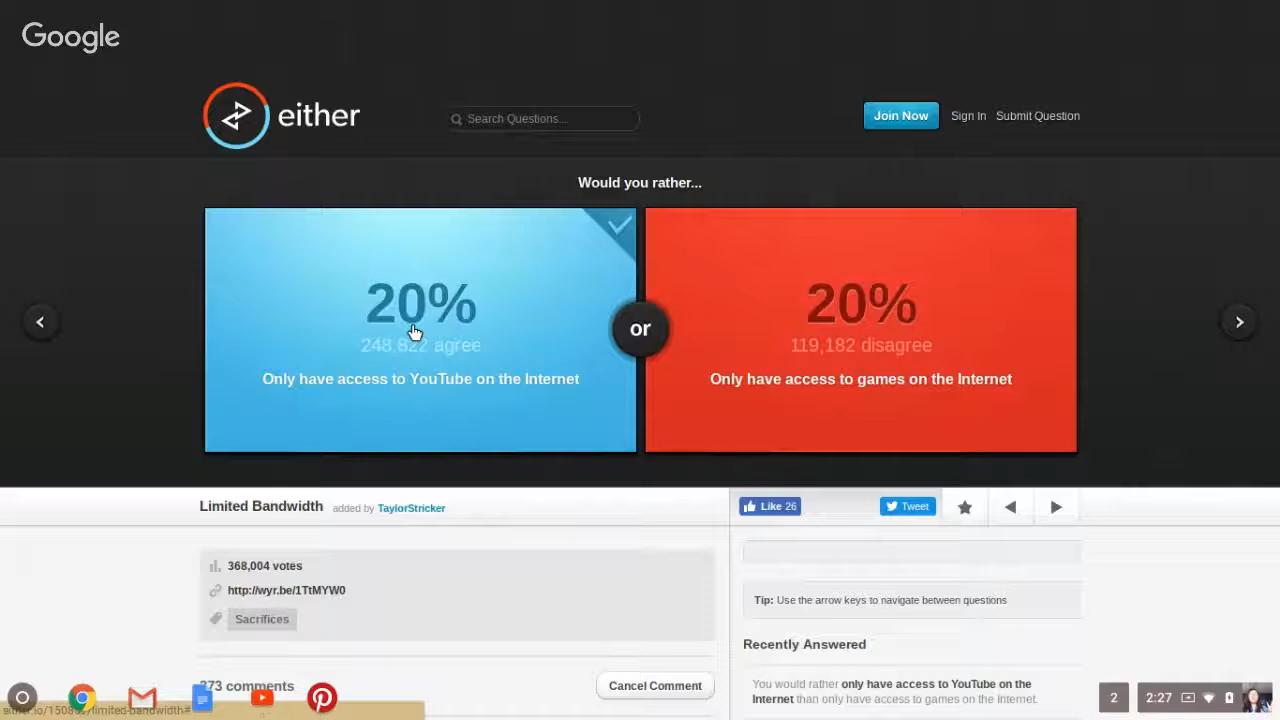 Google
either
Search Questions...
Join Now
Sign In
Submit Question
Would you rather...
20%
248,822 agree
Only have access to YouTube on the Internet
or
20%
119,182 disagree
Only have access to games on the Internet
Limited Bandwidth added by TaylorStricker
Like 26
Tweet
368,004 votes
http://wyr.be/1TtMYW0
Sacrifices
Tip: Use the arrow keys to navigate between questions
Recently Answered
You would rather only have access to YouTube on the
Internet than only have access to games on the Internet.
comments
Cancel Comment
2
2:27